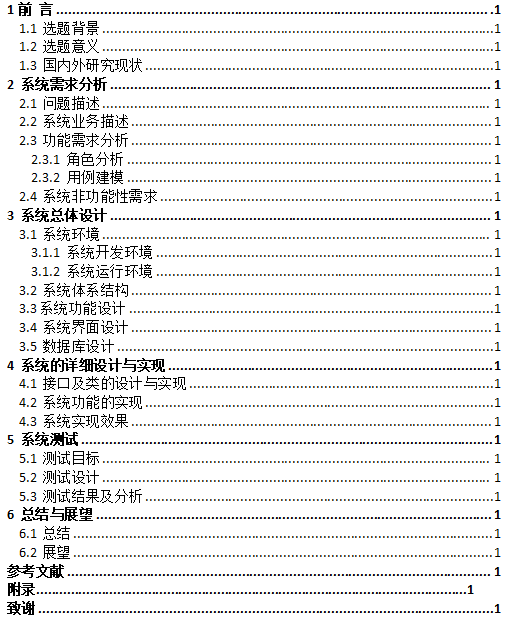 1 前 言 ........................................................1
1.1 选题背景 ........................................................1
1.2 选题意义 ........................................................1
1.3 国内外研究现状 ........................................................1
2 系统需求分析 ........................................................1
2.1 问题描述 ........................................................1
2.2 系统业务描述 ........................................................1
2.3 功能需求分析 ........................................................1
2.3.1 角色分析 ........................................................1
2.3.2 用例建模 ........................................................1
2.4 系统非功能性需求 ........................................................1
3 系统总体设计 ........................................................1
3.1 系统环境 ........................................................1
3.1.1 系统开发环境 ........................................................1
3.1.2 系统运行环境 ........................................................1
3.2 系统体系结构 ........................................................1
3.3 系统功能设计 ........................................................1
3.4 系统界面设计 ........................................................1
3.5 数据库设计 ........................................................1
4 系统的详细设计与实现 ........................................................1
4.1 接口及类的设计与实现 ........................................................1
4.2 系统功能的实现 ........................................................1
4.3 系统实现效果 ........................................................1
5 系统测试 ........................................................1
5.1 测试目标 ........................................................1
5.2 测试设计 ........................................................1
5.3 测试结果及分析 ........................................................1
6 总结与展望 ........................................................1
6.1 总结 ........................................................1
6.2 展望 ........................................................1
参考文献 ........................................................1
附录 ........................................................1
致谢 ........................................................1